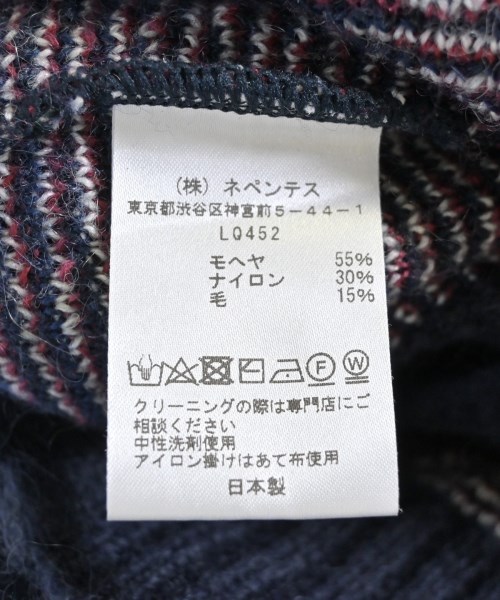 （株）ネペンテス
東京都渋谷区神宮前5-44-1
LQ452
モヘヤ 55%
ナイロン 30%
毛 15%
F W
クリーニングの際は専門店にご
相談ください
中性洗剤使用
アイロン掛けはあて布使用
日本製